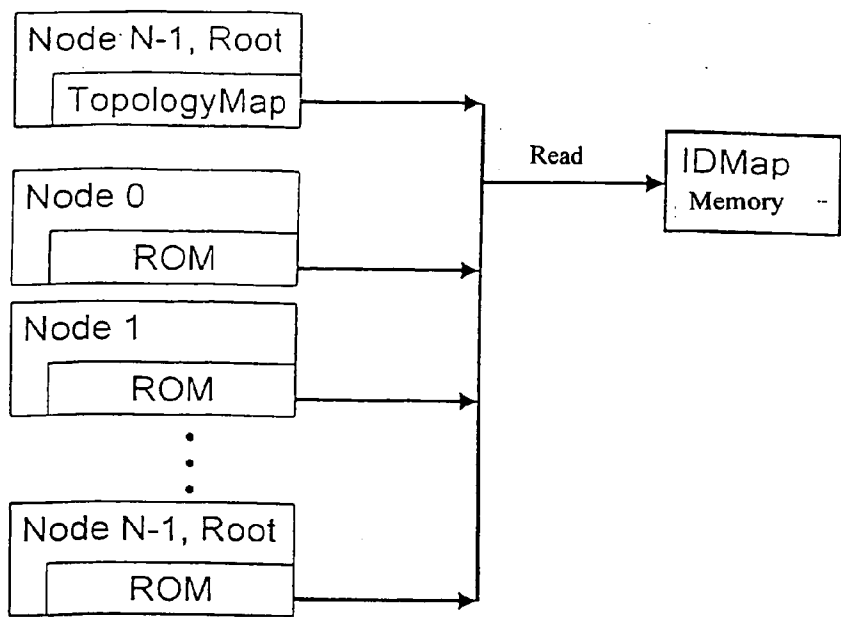 Node N-1, Root
TopologyMap
Read
IDMap
Memory
Node 0
ROM
Node 1
ROM
Node N-1, Root
ROM